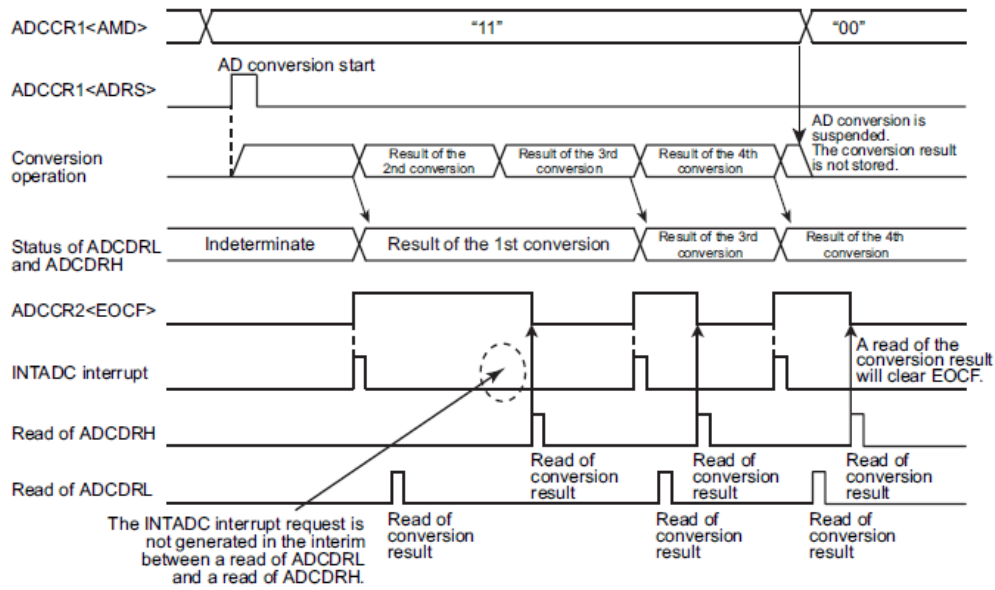 ADCCR1<AMD>
“11”
“00”
AD conversion start
ADCCR1<ADRS>
AD conversion is
suspended.
The conversion result
is not stored.
Conversion
operation
Result of the
2nd conversion
Result of the 3rd
conversion
Result of the 4th
conversion
Status of ADCDRL
and ADCDRH
Indeterminate
Result of the 1st conversion
Result of the 3rd
conversion
Result of the 4th
conversion
ADCCR2<EOCF>
A read of the
conversion result
will clear EOCF.
INTADC interrupt
Read of ADCDRH
Read of
conversion
result
Read of
conversion
result
Read of
conversion
result
Read of ADCDRL
Read of
conversion
result
Read of
conversion
result
Read of
conversion
result
The INTADC interrupt request is
not generated in the interim
between a read of ADCDRL
and a read of ADCDRH.